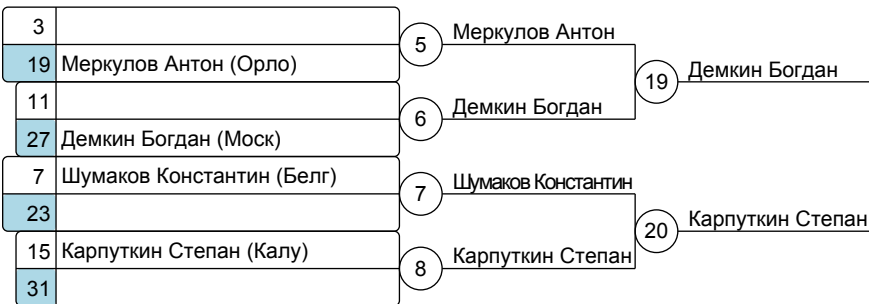 3
5 Меркулов Антон
19 Меркулов Антон (Орло)
19 Демкин Богдан
11
6 Демкин Богдан
27 Демкин Богдан (Моск)
7 Шумаков Константин (Белг)
7 Шумаков Константин
23
20 Карпуткин Степан
15 Карпуткин Степан (Калу)
8 Карпуткин Степан
31